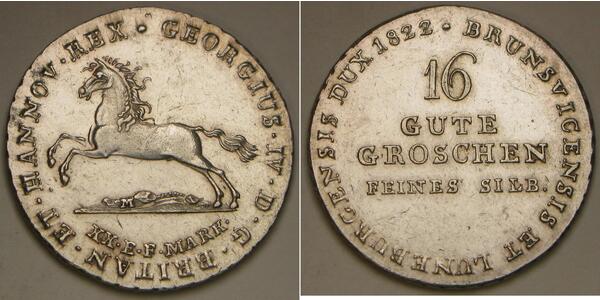 GEORGIUS · IV · D · G · BRITAN · ET · HANNOV · REX ·
M
XX · E · F · MARK ·
BRUNSVICENSIS ET LUNEBURGENSIS DUX 1822 ·
16
GUTE
GROSCHEN
FEINES SILB.